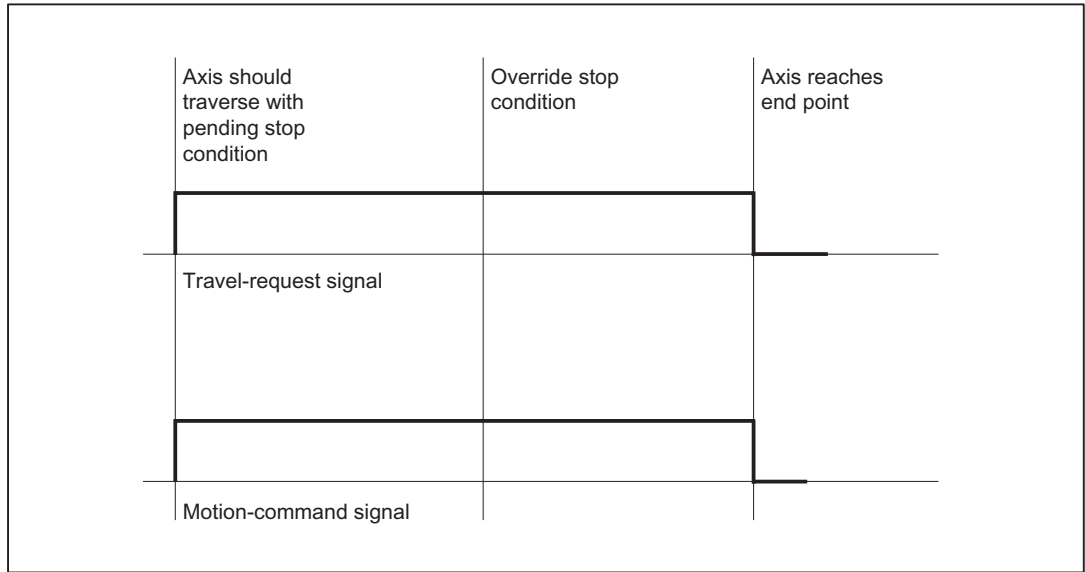 Axis should
traverse with
pending stop
condition
Override stop
condition
Axis reaches
end point
Travel-request signal
Motion-command signal